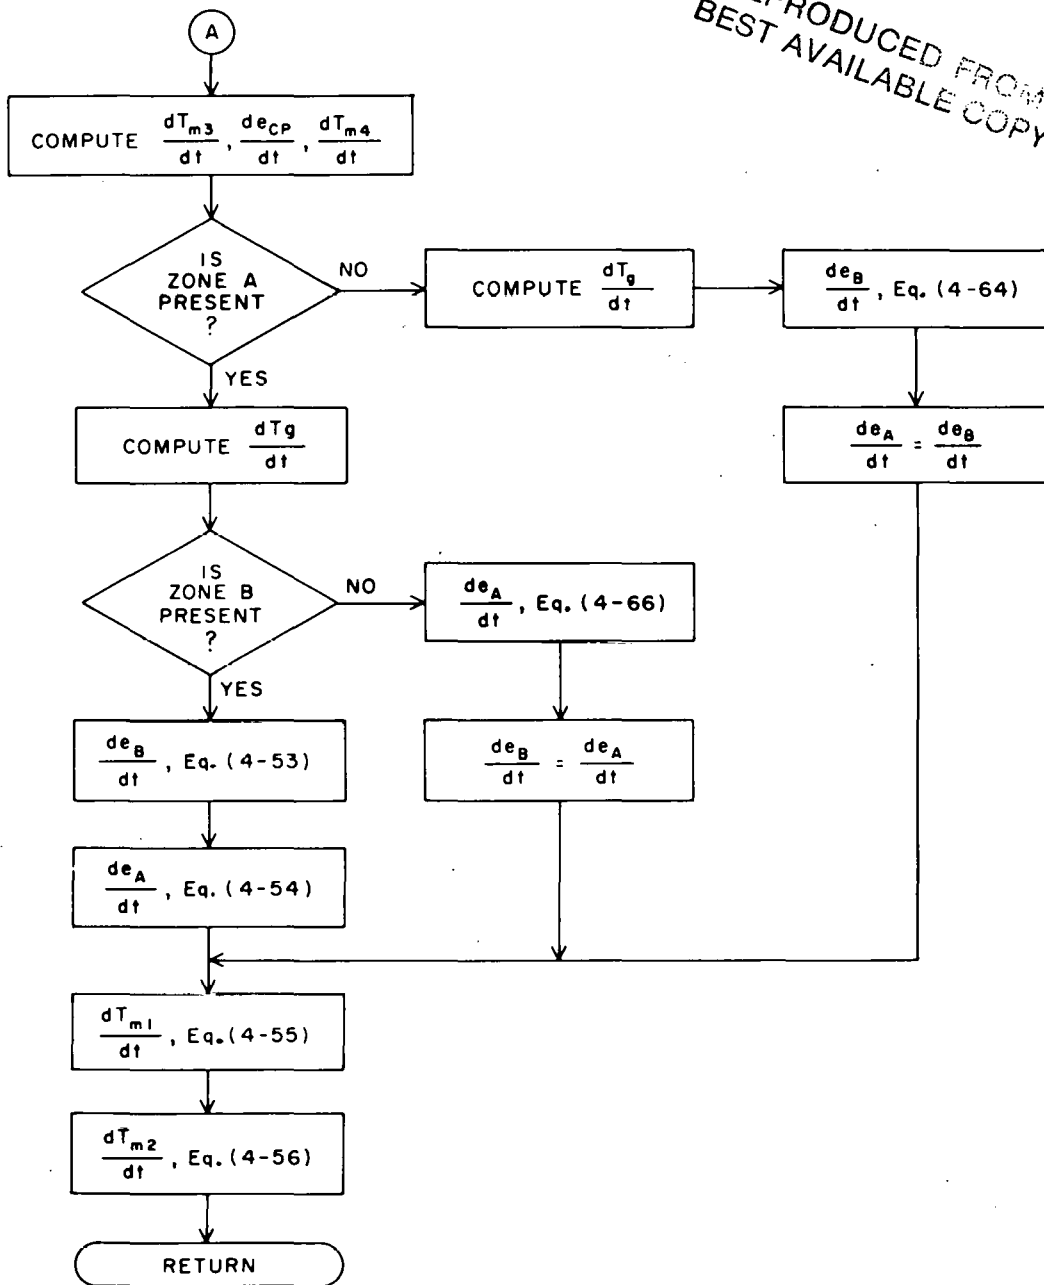 REPRODUCED FROM
BEST AVAILABLE COPY
A
COMPUTE dT_m3/dt, de_CP/dt, dT_m4/dt
IS
ZONE A
PRESENT
?
NO
COMPUTE dT_g/dt
de_B/dt, Eq. (4-64)
de_A/dt = de_B/dt
YES
COMPUTE dTg/dt
IS
ZONE B
PRESENT
?
NO
de_A/dt, Eq. (4-66)
de_B/dt = de_A/dt
YES
de_B/dt, Eq. (4-53)
de_A/dt, Eq. (4-54)
dT_m1/dt, Eq. (4-55)
dT_m2/dt, Eq. (4-56)
RETURN